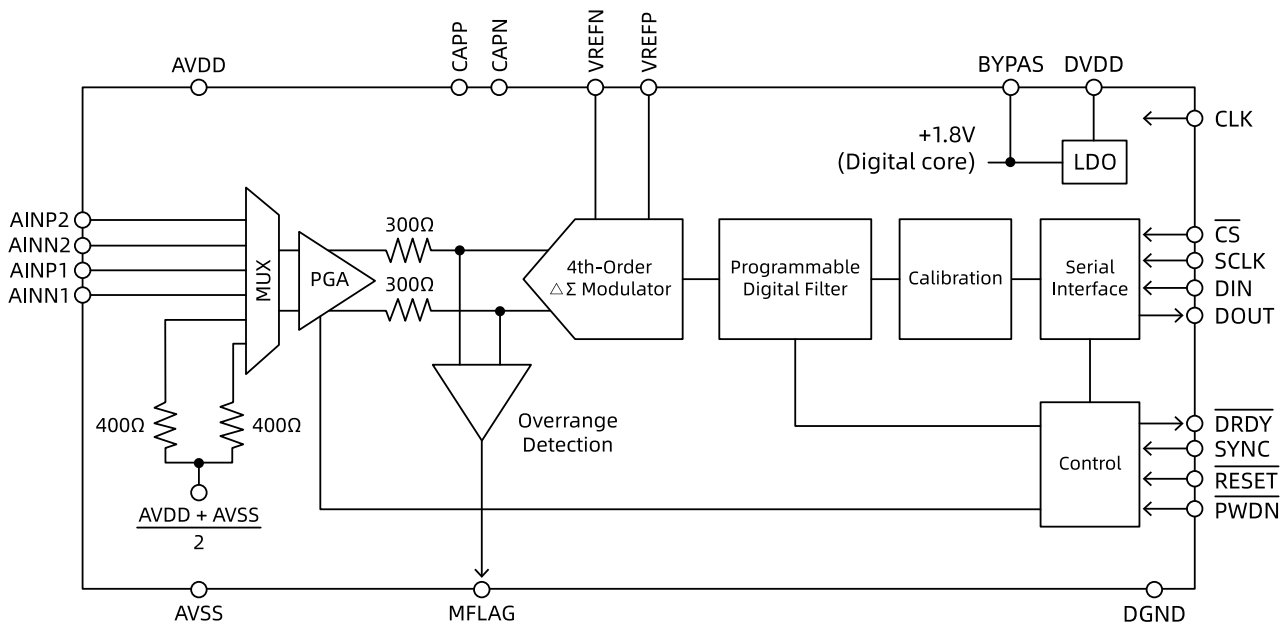 CAPP
CAPN
VREFN
VREFP
AVDD
BYPAS
DVDD
CLK
+1.8V
(Digital core)
LDO
AINP2
AINN2
AINP1
AINN1
MUX
PGA
300Ω
300Ω
4th-Order
△Σ Modulator
Programmable
Digital Filter
Calibration
Serial
Interface
CS
SCLK
DIN
DOUT
400Ω
400Ω
Overrange
Detection
Control
DRDY
SYNC
RESET
PWDN
AVDD + AVSS
2
AVSS
MFLAG
DGND